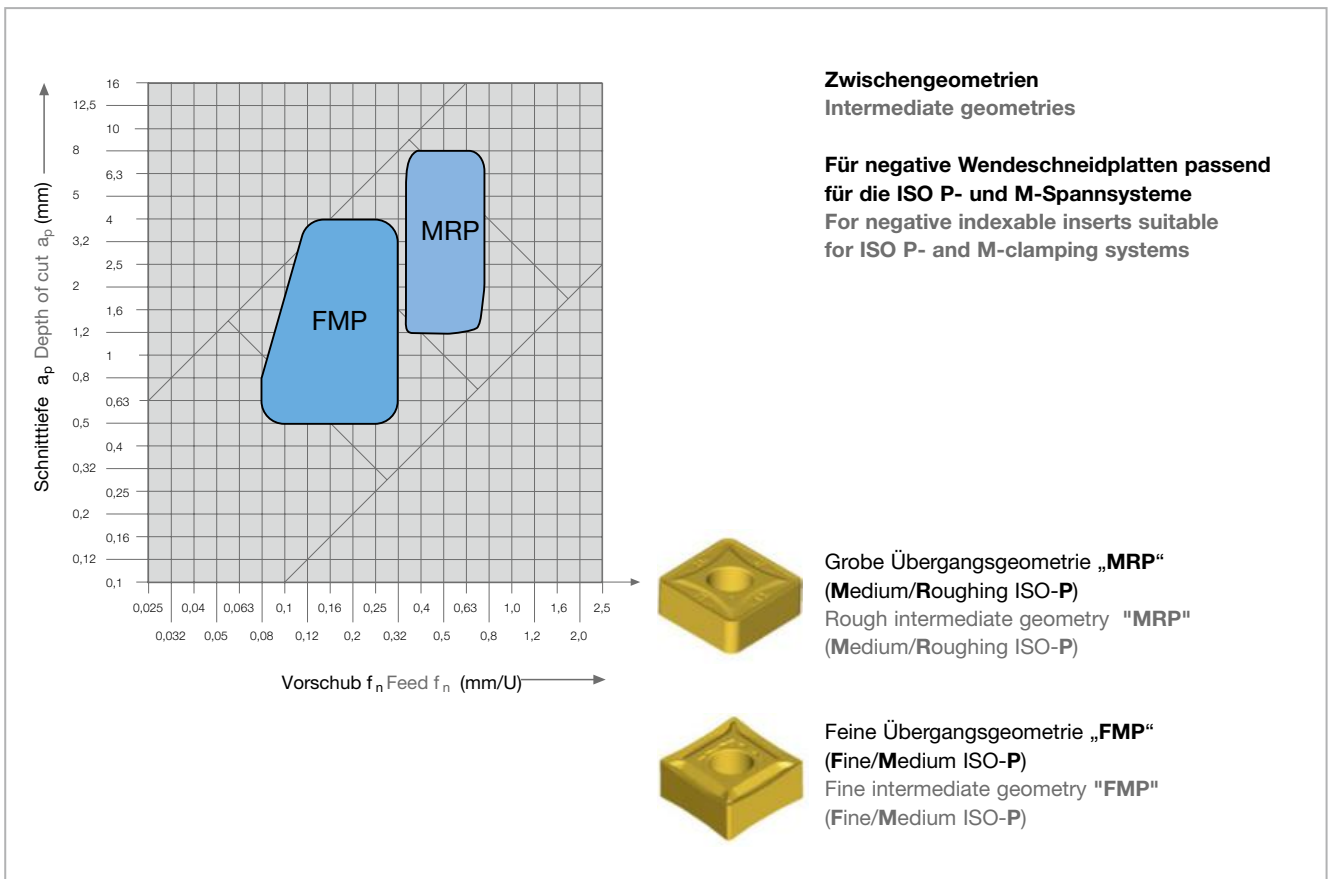 Schnitttiefe aₚ Depth of cut aₚ (mm)
16
12,5
10
8
6,3
5
4
3,2
2,5
2
1,6
1,2
1
0,8
0,63
0,5
0,4
0,32
0,25
0,2
0,16
0,12
0,1
MRP
FMP
0,025 0,04 0,063 0,1 0,16 0,25 0,4 0,63 1,0 1,6 2,5
0,032 0,05 0,08 0,12 0,2 0,32 0,5 0,8 1,2 2,0
Vorschub fₙ Feed fₙ (mm/U)
Zwischengeometrien
Intermediate geometries
Für negative Wendeschneidplatten passend
für die ISO P- und M-Spannsysteme
For negative indexable inserts suitable
for ISO P- and M-clamping systems
Grobe Übergangsgeometrie „MRP“
(Medium/Roughing ISO-P)
Rough intermediate geometry "MRP"
(Medium/Roughing ISO-P)
Feine Übergangsgeometrie „FMP“
(Fine/Medium ISO-P)
Fine intermediate geometry "FMP"
(Fine/Medium ISO-P)